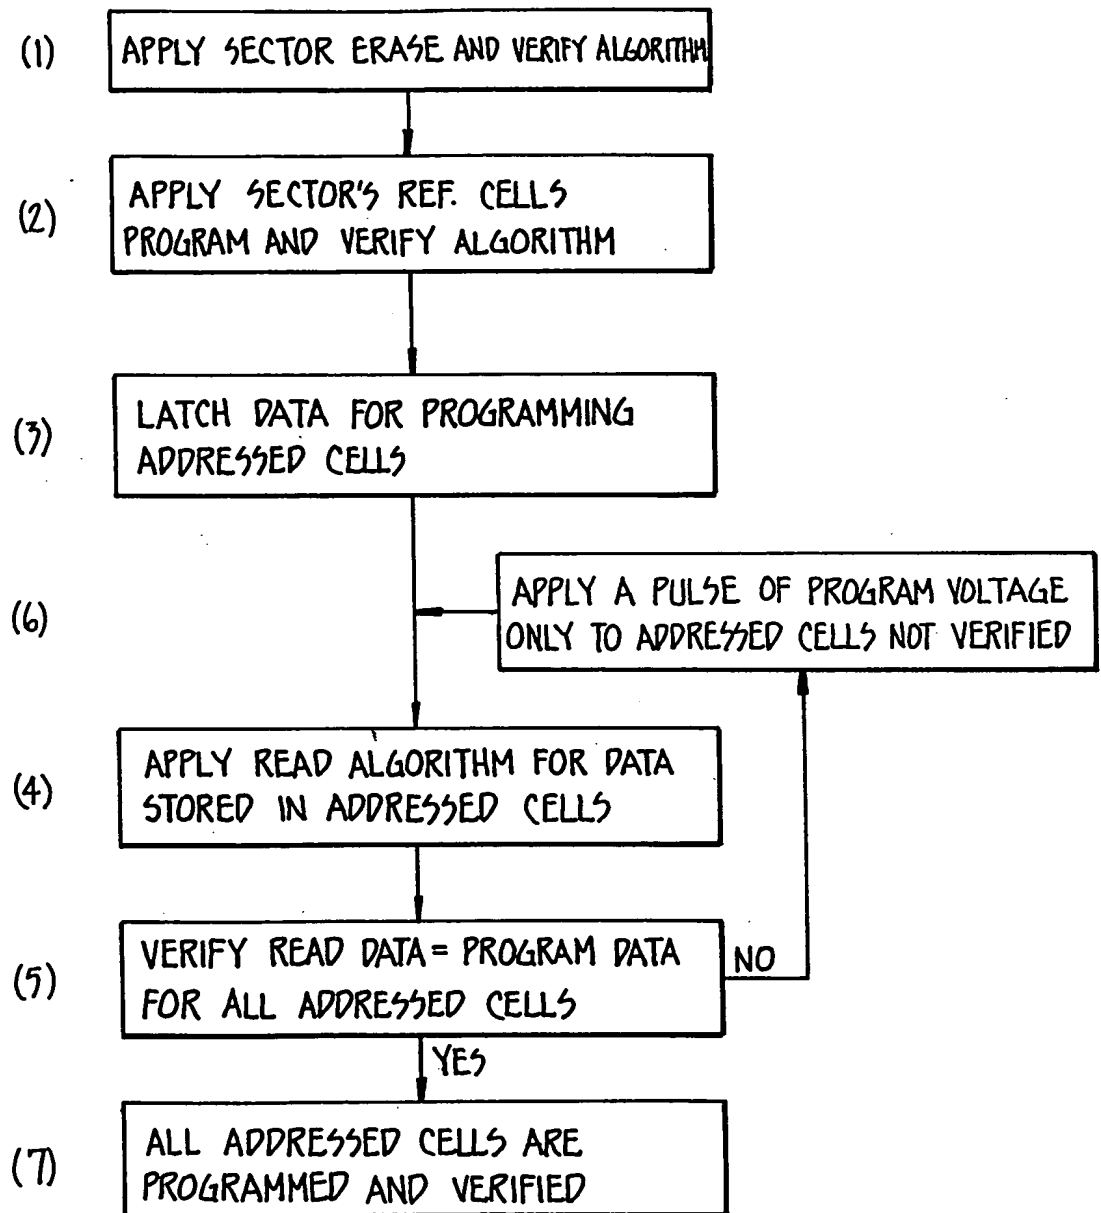 (1)
APPLY SECTOR ERASE AND VERIFY ALGORITHM
(2)
APPLY SECTOR'S REF. CELLS
PROGRAM AND VERIFY ALGORITHM
(3)
LATCH DATA FOR PROGRAMMING
ADDRESSED CELLS
(6)
APPLY A PULSE OF PROGRAM VOLTAGE
ONLY TO ADDRESSED CELLS NOT VERIFIED
(4)
APPLY READ ALGORITHM FOR DATA
STORED IN ADDRESSED CELLS
(5)
VERIFY READ DATA = PROGRAM DATA
FOR ALL ADDRESSED CELLS
NO
YES
(7)
ALL ADDRESSED CELLS ARE
PROGRAMMED AND VERIFIED